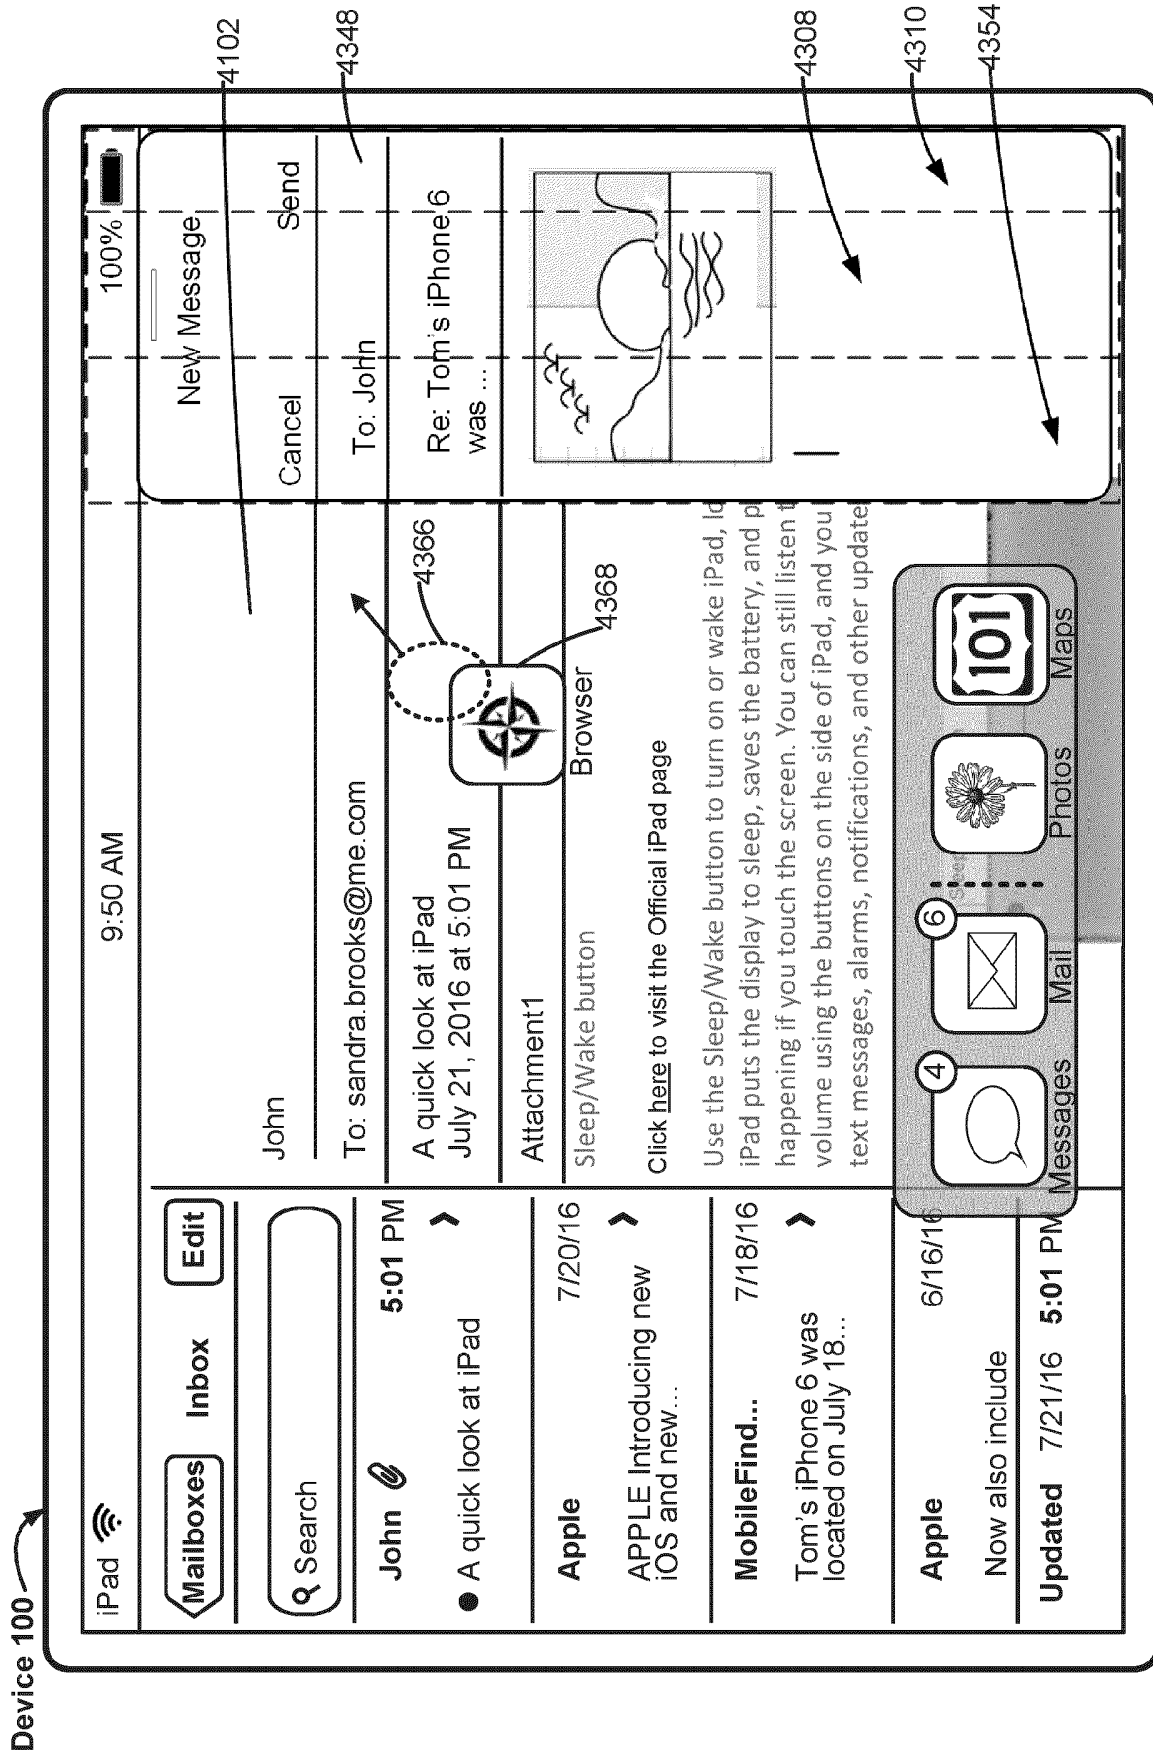 Device 100
iPad
9:50 AM
100%
Mailboxes
Inbox
Edit
Search
John
5:01 PM
A quick look at iPad
Apple
7/20/16
APPLE Introducing new
iOS and new...
MobileFind...
7/18/16
Tom's iPhone 6 was
located on July 18...
Apple
6/16/16
Now also include
Updated 7/21/16 5:01 PM
John
To: sandra.brooks@me.com
A quick look at iPad
July 21, 2016 at 5:01 PM
Attachment1
Sleep/Wake button
Click here to visit the Official iPad page
Use the Sleep/Wake button to turn on or wake iPad, lo
iPad puts the display to sleep, saves the battery, and p
happening if you touch the screen. You can still listen t
volume using the buttons on the side of iPad, and you
text messages, alarms, notifications, and other update
Browser
4
Messages
6
Mail
Sleep
Photos
101
Maps
New Message
Cancel
Send
To: John
Re: Tom's iPhone 6
was ...
4102
4348
4366
4368
4308
4310
4354